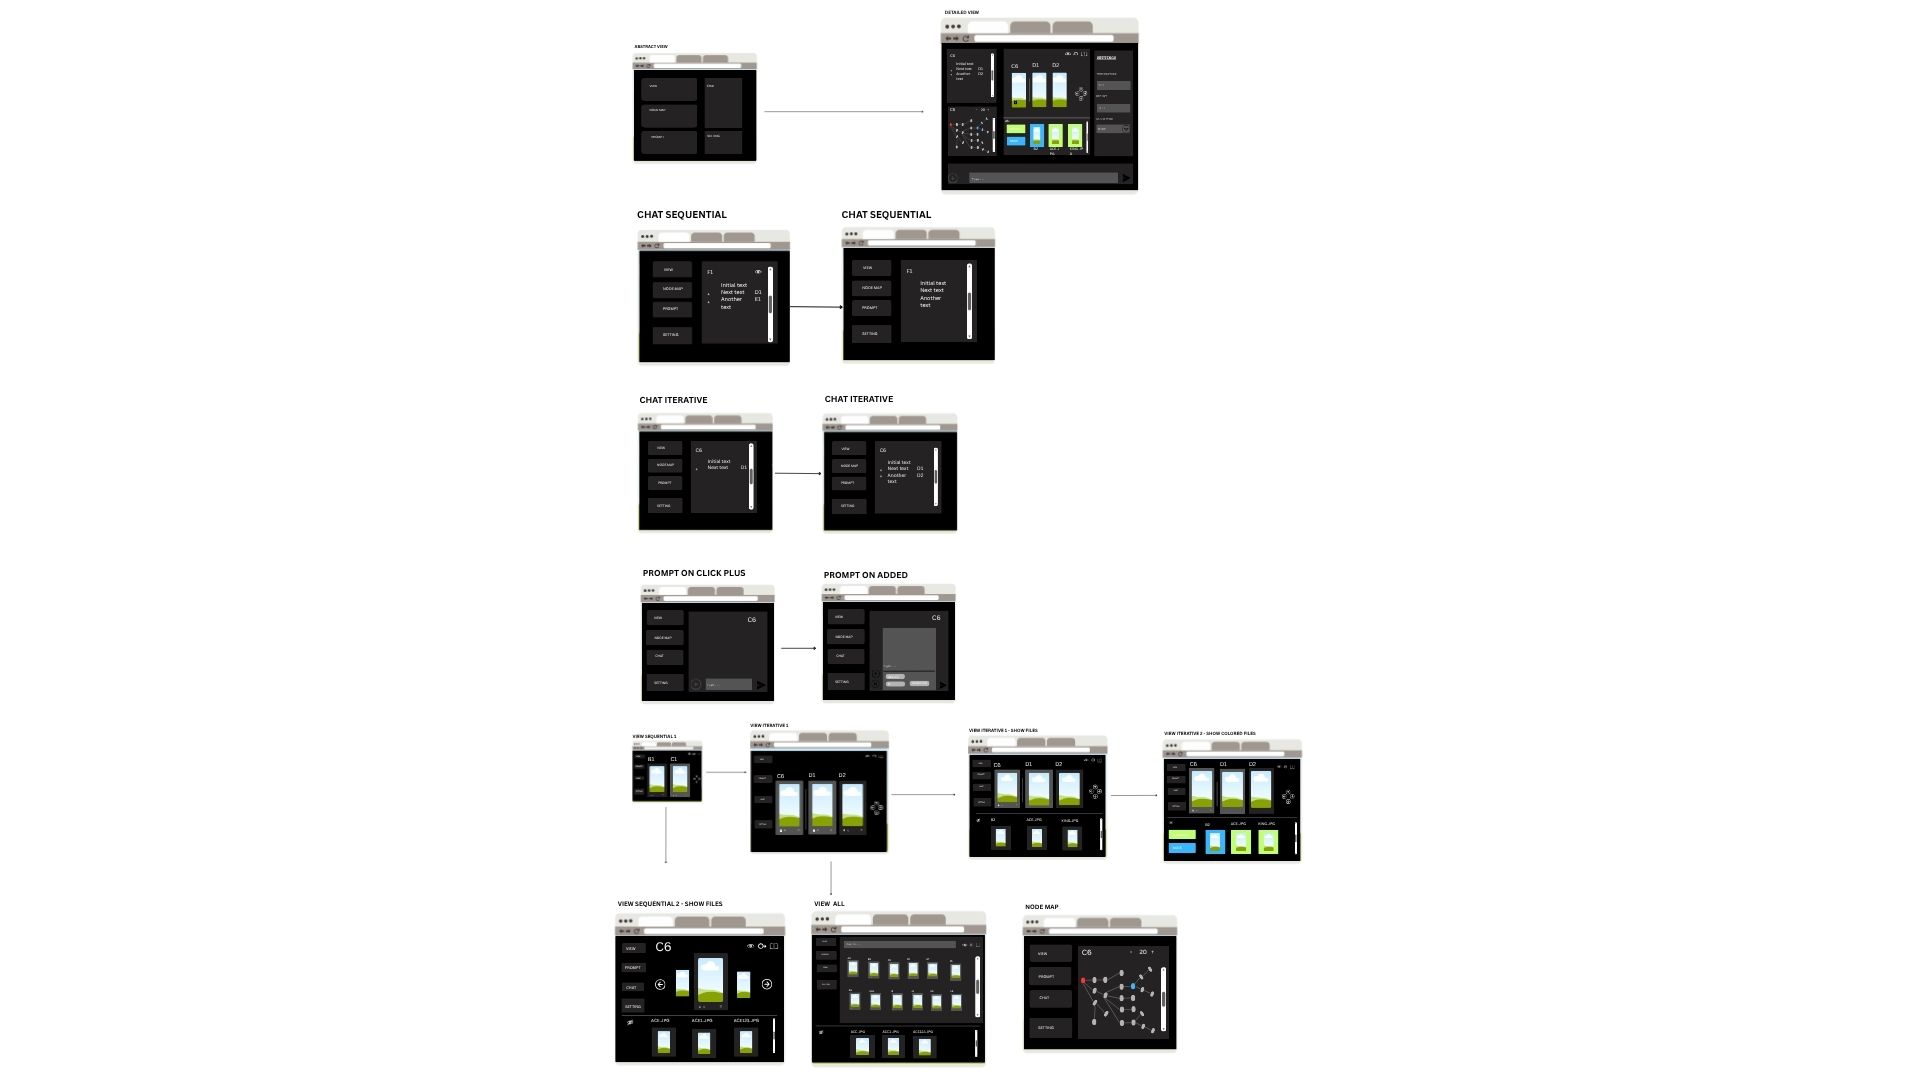 DETAILED VIEW
ABSTRACT VIEW
VIEW
CHAT
NODE MAP
PROMPT
SETTING
C6
Initial text
Next text D1
Another D2
text
C6 D1 D2
SETTINGS
C6 - 20 +
B2
CHAT SEQUENTIAL
CHAT SEQUENTIAL
VIEW
NODE MAP
PROMPT
SETTING
F1
Initial text
Next text D1
Another E1
text
VIEW
NODE MAP
PROMPT
SETTING
F1
Initial text
Next text
Another
text
CHAT ITERATIVE
CHAT ITERATIVE
VIEW
NODE MAP
PROMPT
SETTING
C6
Initial text
Next text D1
VIEW
NODE MAP
PROMPT
SETTING
C6
Initial text
Next text D1
Another D2
text
PROMPT ON CLICK PLUS
PROMPT ON ADDED
VIEW
NODE MAP
CHAT
SETTING
C6
VIEW
NODE MAP
CHAT
SETTING
C6
VIEW SEQUENTIAL 1
B1 C1
VIEW ITERATIVE 1
C6 D1 D2
VIEW ITERATIVE 1 - SHOW FILES
C6 D1 D2
B2 ACE.JPG KING.JPG
VIEW ITERATIVE 2 - SHOW COLORED FILES
C6 D1 D2
B2 ACE.JPG KING.JPG
VIEW SEQUENTIAL 2 - SHOW FILES
VIEW
PROMPT
CHAT
SETTING
C6
ACE.JPG ACE1.JPG ACE123.JPG
VIEW ALL
ACE.JPG ACE1.JPG ACE123.JPG
NODE MAP
VIEW
PROMPT
CHAT
SETTING
C6 - 20 +